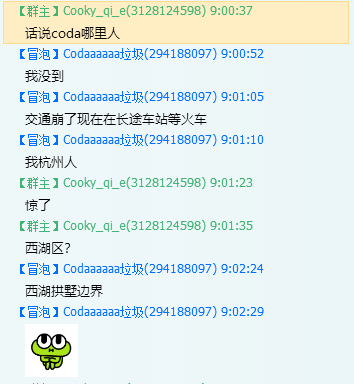 【群主】Cooky_qi_e(3128124598) 9:00:37
话说coda哪里人
【冒泡】Codaaaaaa垃圾(294188097) 9:00:52
我没到
【冒泡】Codaaaaaa垃圾(294188097) 9:01:05
交通崩了现在在长途车站等火车
【冒泡】Codaaaaaa垃圾(294188097) 9:01:10
我杭州人
【群主】Cooky_qi_e(3128124598) 9:01:23
惊了
【群主】Cooky_qi_e(3128124598) 9:01:35
西湖区?
【冒泡】Codaaaaaa垃圾(294188097) 9:02:24
西湖拱墅边界
【冒泡】Codaaaaaa垃圾(294188097) 9:02:29